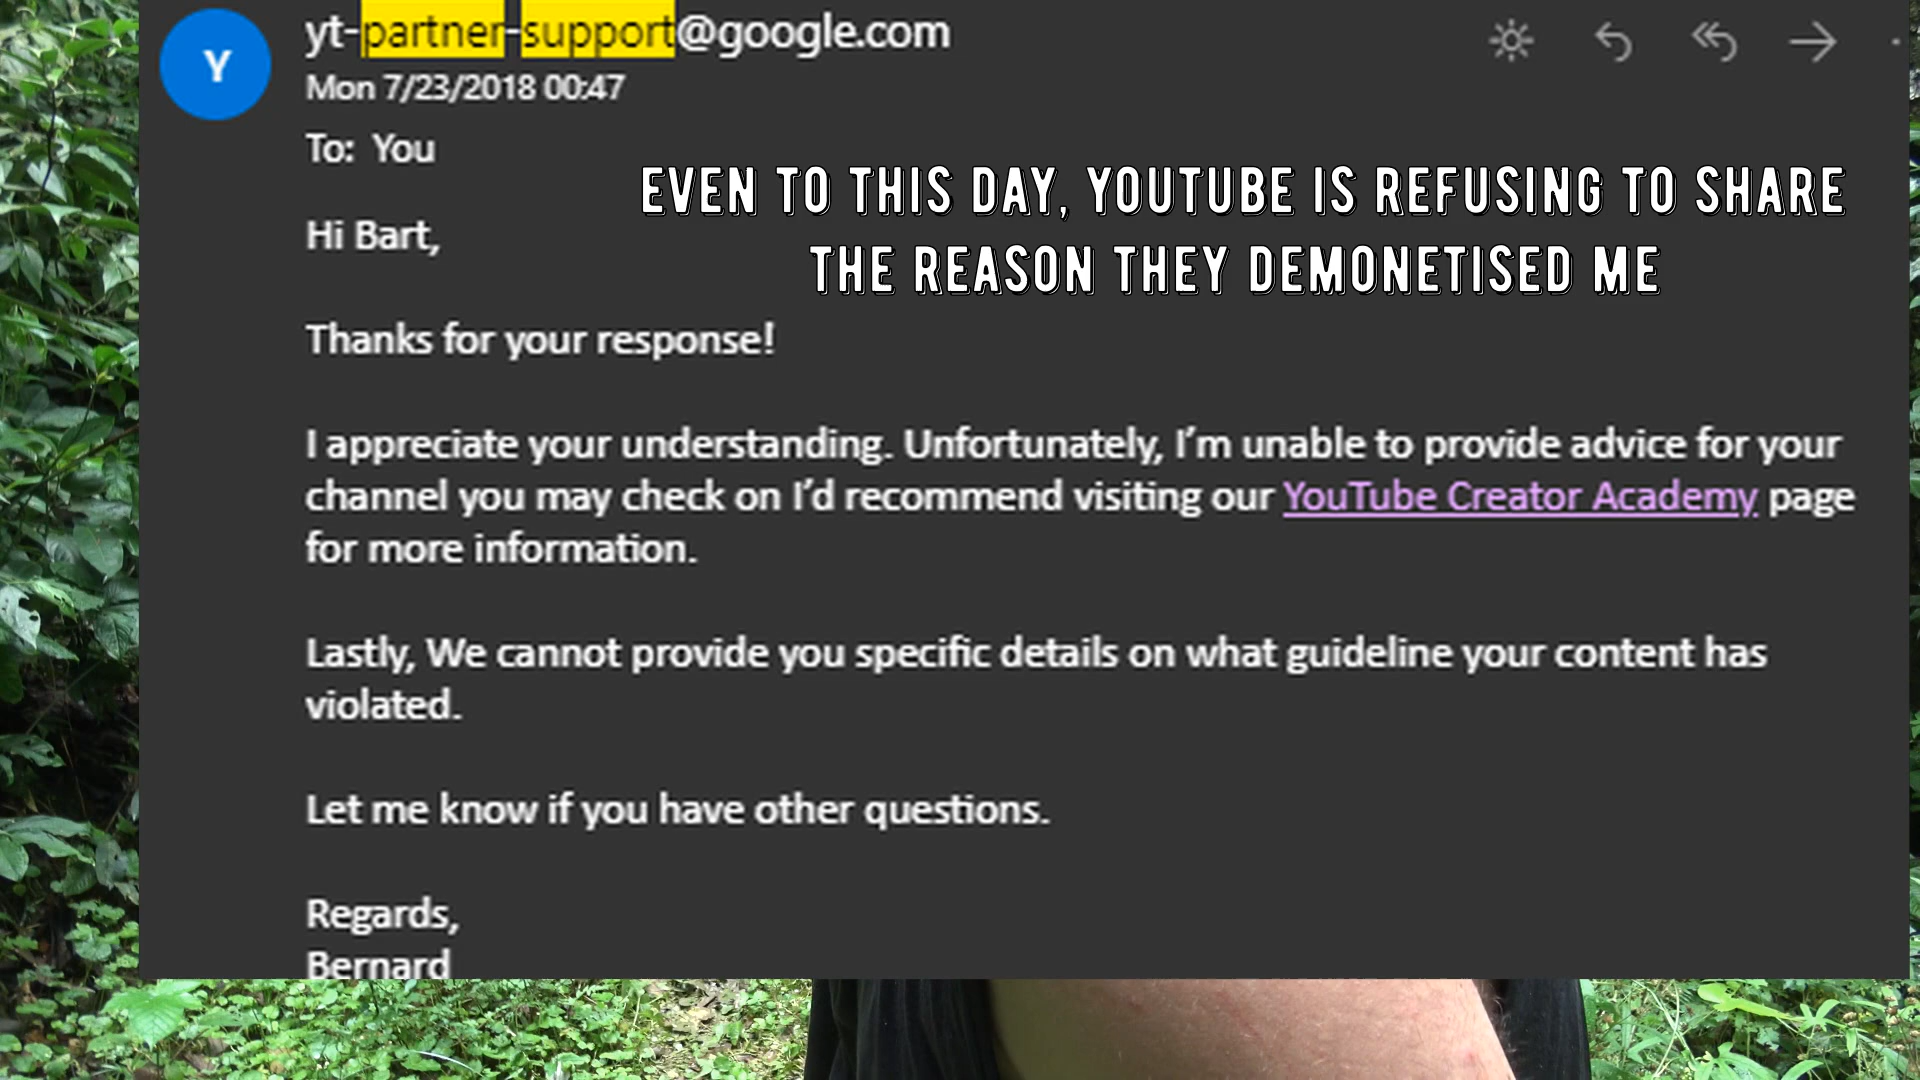 Y
yt-partner-support@google.com
Mon 7/23/2018 00:47
To: You
EVEN TO THIS DAY, YOUTUBE IS REFUSING TO SHARE
THE REASON THEY DEMONETISED ME
Hi Bart,
Thanks for your response!
I appreciate your understanding. Unfortunately, I’m unable to provide advice for your
channel you may check on I’d recommend visiting our YouTube Creator Academy page
for more information.
Lastly, We cannot provide you specific details on what guideline your content has
violated.
Let me know if you have other questions.
Regards,
Bernard